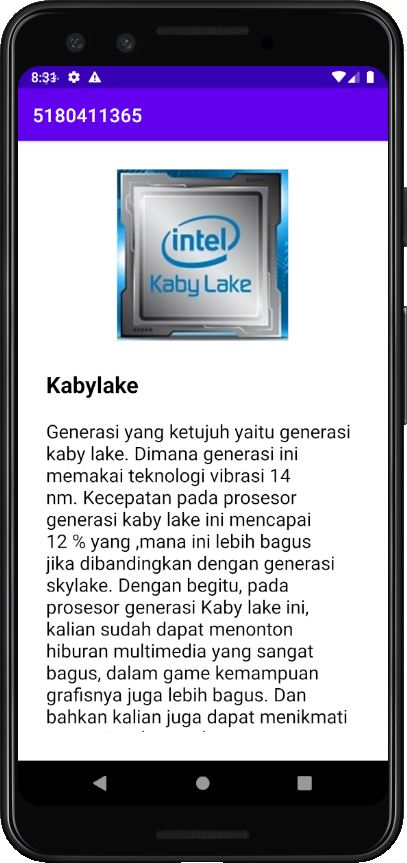 8:31
5180411365
intel
Kaby Lake
Kabylake
Generasi yang ketujuh yaitu generasi
kaby lake. Dimana generasi ini
memakai teknologi vibrasi 14
nm. Kecepatan pada prosesor
generasi kaby lake ini mencapai
12 % yang ,mana ini lebih bagus
jika dibandingkan dengan generasi
skylake. Dengan begitu, pada
prosesor generasi Kaby lake ini,
kalian sudah dapat menonton
hiburan multimedia yang sangat
bagus, dalam game kemampuan
grafisnya juga lebih bagus. Dan
bahkan kalian juga dapat menikmati